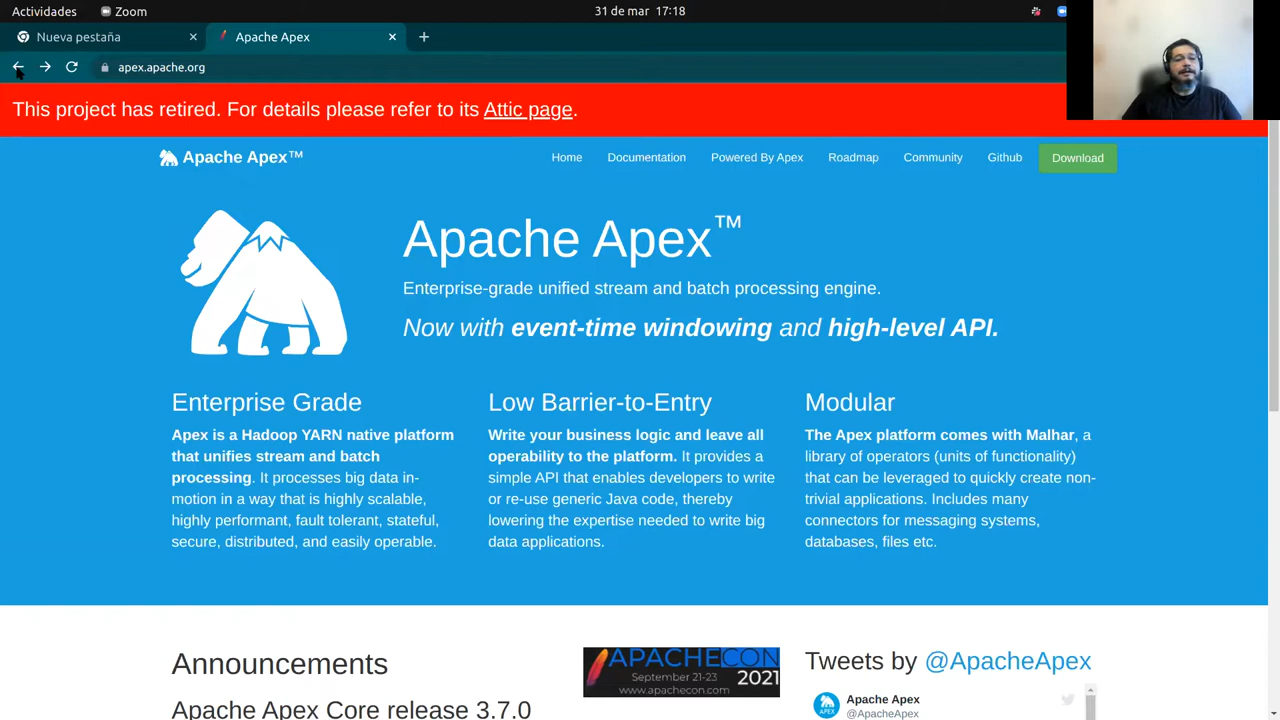 Actividades
Zoom
31 de mar 17:18
Nueva pestaña
Apache Apex
apex.apache.org
This project has retired. For details please refer to its Attic page.
Apache Apex™
Home
Documentation
Powered By Apex
Roadmap
Community
Github
Download
Apache Apex™
Enterprise-grade unified stream and batch processing engine.
Now with event-time windowing and high-level API.
Enterprise Grade
Apex is a Hadoop YARN native platform
that unifies stream and batch
processing. It processes big data in-
motion in a way that is highly scalable,
highly performant, fault tolerant, stateful,
secure, distributed, and easily operable.
Low Barrier-to-Entry
Write your business logic and leave all
operability to the platform. It provides a
simple API that enables developers to write
or re-use generic Java code, thereby
lowering the expertise needed to write big
data applications.
Modular
The Apex platform comes with Malhar, a
library of operators (units of functionality)
that can be leveraged to quickly create non-
trivial applications. Includes many
connectors for messaging systems,
databases, files etc.
Announcements
Apache Apex Core release 3.7.0
APACHECON
September 21-23
2021
www.apachecon.com
Tweets by @ApacheApex
APEX
Apache Apex
@ApacheApex